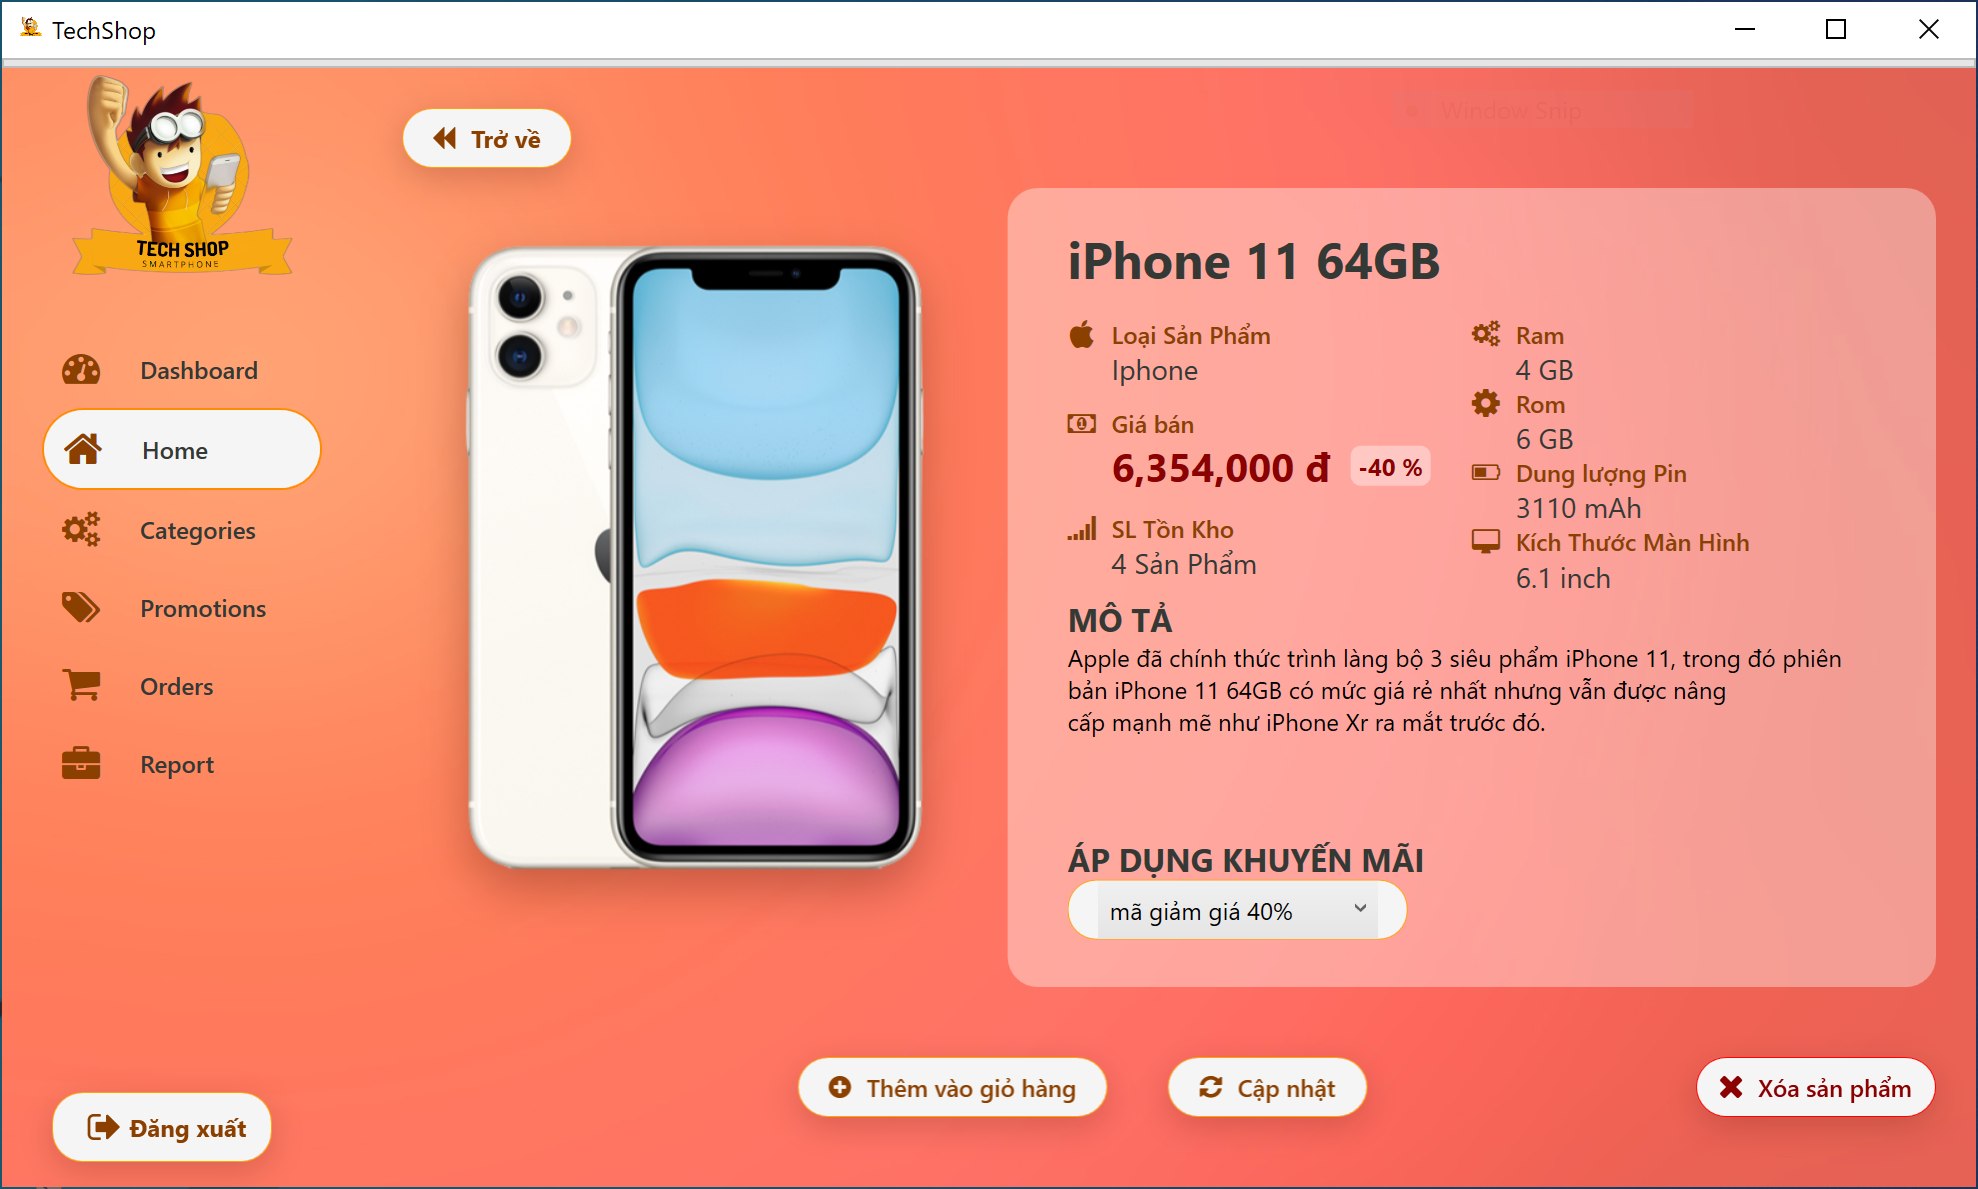 TechShop
Window Snip
TECH SHOP
SMARTPHONE
Trở về
Dashboard
Home
Categories
Promotions
Orders
Report
Đăng xuất
iPhone 11 64GB
Loại Sản Phẩm
Iphone
Giá bán
6,354,000 đ
-40 %
SL Tồn Kho
4 Sản Phẩm
Ram
4 GB
Rom
6 GB
Dung lượng Pin
3110 mAh
Kích Thước Màn Hình
6.1 inch
MÔ TẢ
Apple đã chính thức trình làng bộ 3 siêu phẩm iPhone 11, trong đó phiên
bản iPhone 11 64GB có mức giá rẻ nhất nhưng vẫn được nâng
cấp mạnh mẽ như iPhone Xr ra mắt trước đó.
ÁP DỤNG KHUYẾN MÃI
mã giảm giá 40%
Thêm vào giỏ hàng
Cập nhật
Xóa sản phẩm